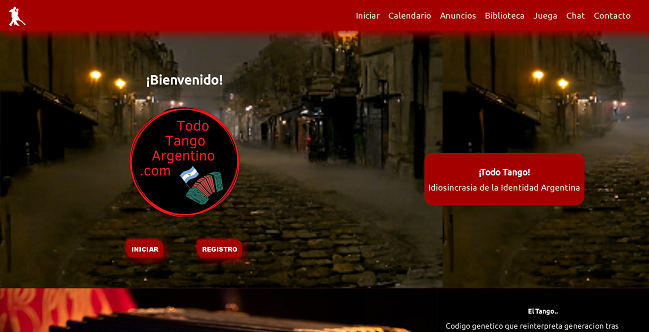 Iniciar Calendario Anuncios Biblioteca Juega Chat Contacto
¡Bienvenido!
Todo
Tango
Argentino
.com
INICIAR REGISTRO
¡Todo Tango!
Idiosincrasia de la Identidad Argentina
El Tango..
Codigo genetico que reinterpreta generacion tras